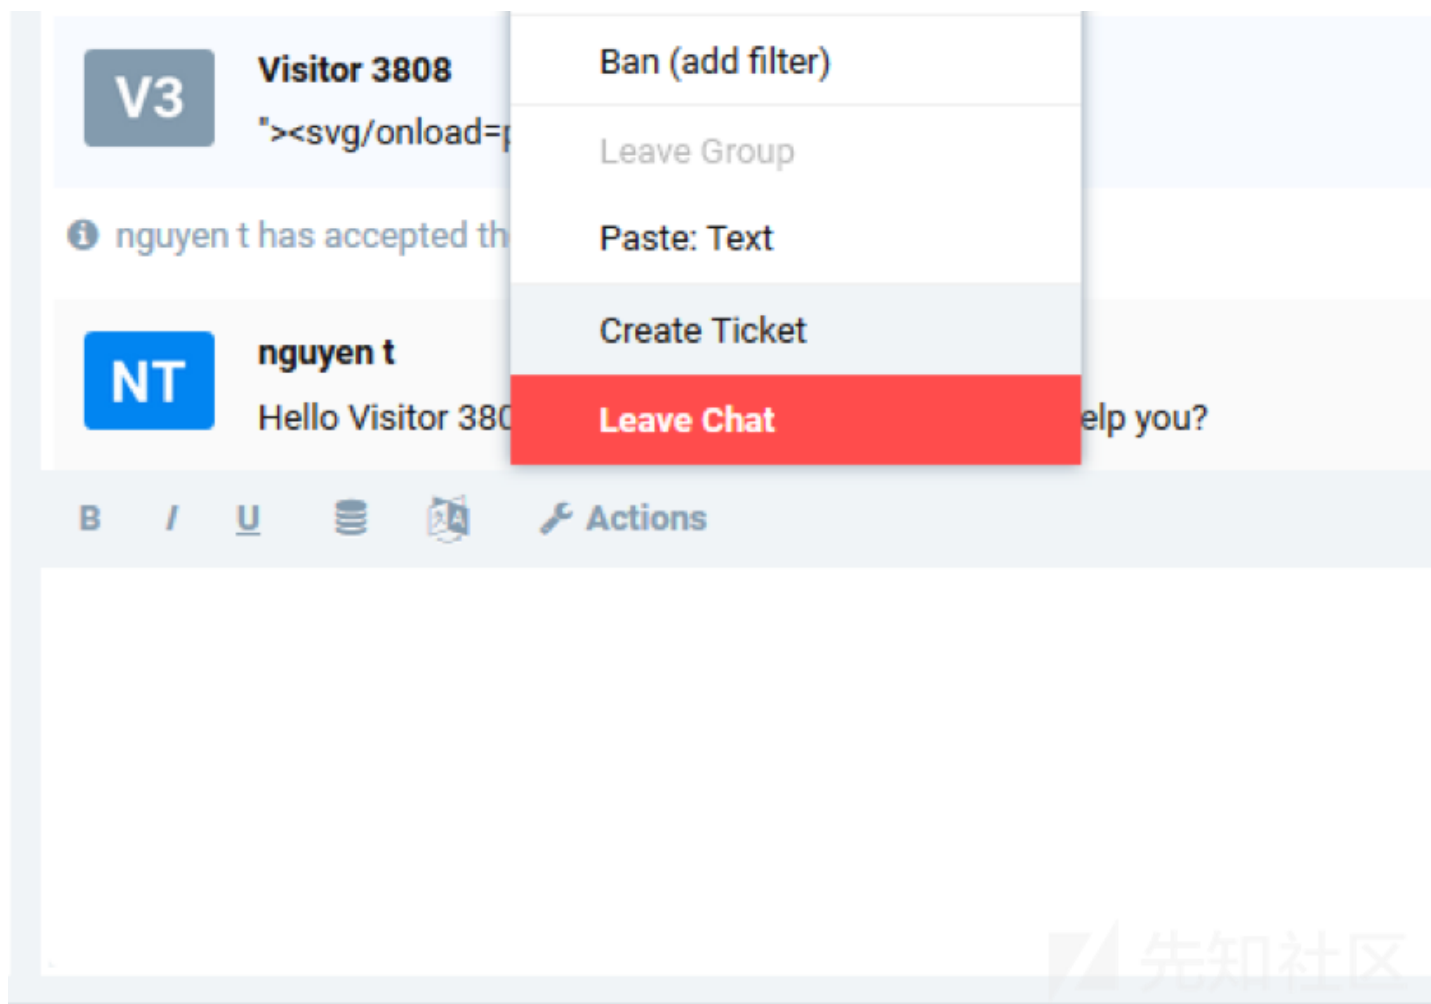 Ban (add filter)
V3
Visitor 3808
"><svg/onload=p
Leave Group
nguyen t has accepted th
Paste: Text
Create Ticket
NT
nguyen t
Hello Visitor 380
elp you?
Leave Chat
B I U Actions
先知社区